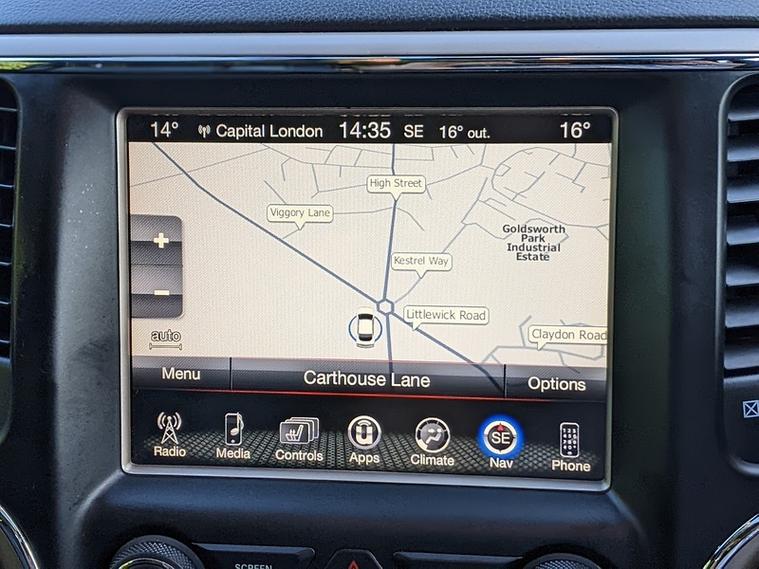 14° Capital London 14:35 SE 16° out. 16°
High Street
Viggory Lane
Goldsworth
Park
Industrial
Estate
Kestrel Way
Littlewick Road
Claydon Road
auto
Menu Carthouse Lane Options
SE
Radio Media Controls Apps Climate Nav Phone
SCREEN